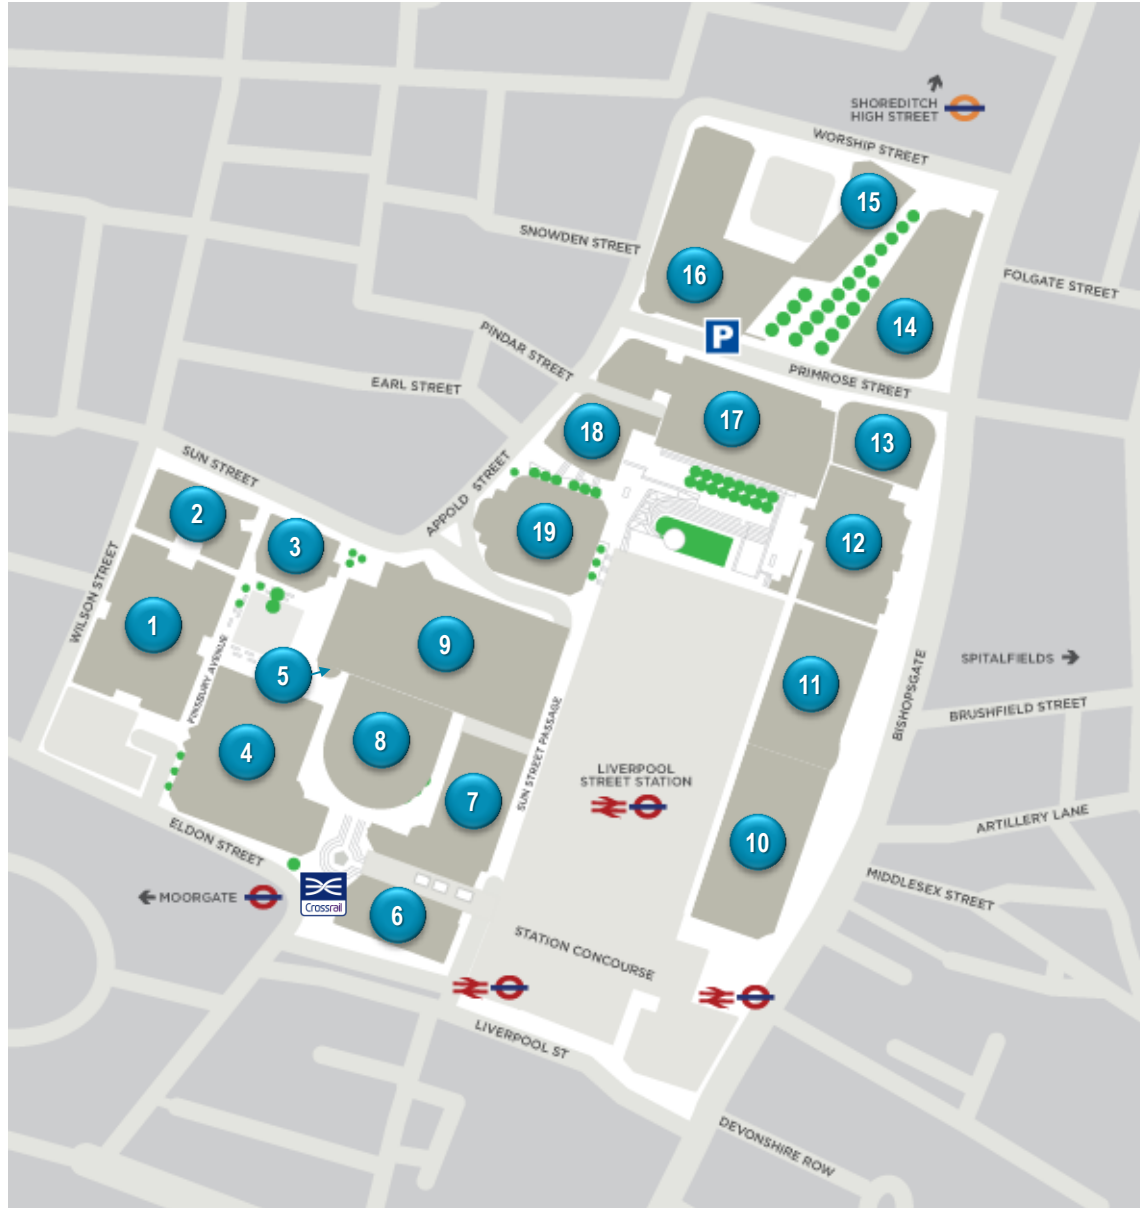 SHOREDITCH
HIGH STREET
WORSHIP STREET
15
SNOWDEN STREET
16
FOLGATE STREET
14
P
PINDAR STREET
PRIMROSE STREET
EARL STREET
17
18
13
SUN STREET
APPOLD STREET
2
19
12
3
WILSON STREET
1
9
FINSBURY AVENUE
5
SPITALFIELDS
11
BISHOPSGATE
BRUSHFIELD STREET
SUN STREET PASSAGE
8
4
LIVERPOOL
STREET STATION
7
ARTILLERY LANE
ELDON STREET
10
MIDDLESEX STREET
MOORGATE
Crossrail
6
STATION CONCOURSE
LIVERPOOL ST
DEVONSHIRE ROW